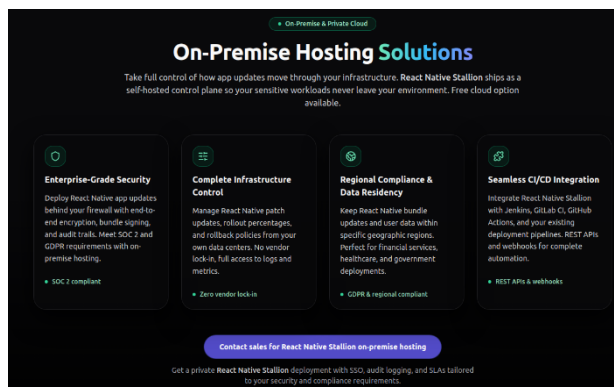 On-Premise & Private Cloud
On-Premise Hosting Solutions
Take full control of how app updates move through your infrastructure. React Native Stallion ships as a
self-hosted control plane so your sensitive workloads never leave your environment. Free cloud option
available.
Enterprise-Grade Security
Deploy React Native app updates
behind your firewall with end-to-
end encryption, bundle signing,
and audit trails. Meet SOC 2 and
GDPR requirements with on-
premise hosting.
SOC 2 compliant
Complete Infrastructure
Control
Manage React Native patch
updates, rollout percentages,
and rollback policies from your
own data centers. No vendor
lock-in, full access to logs and
metrics.
Zero vendor lock-in
Regional Compliance &
Data Residency
Keep React Native bundle
updates and user data within
specific geographic regions.
Perfect for financial services,
healthcare, and government
deployments.
GDPR & regional compliant
Seamless CI/CD Integration
Integrate React Native Stallion
with Jenkins, GitLab CI, GitHub
Actions, and your existing
deployment pipelines. REST APIs
and webhooks for complete
automation.
REST APIs & webhooks
Contact sales for React Native Stallion on-premise hosting
Get a private React Native Stallion deployment with SSO, audit logging, and SLAs tailored
to your security and compliance requirements.